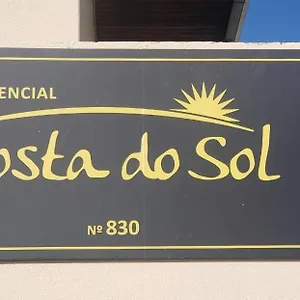 ENCIAL
osta do Sol
Nº 830